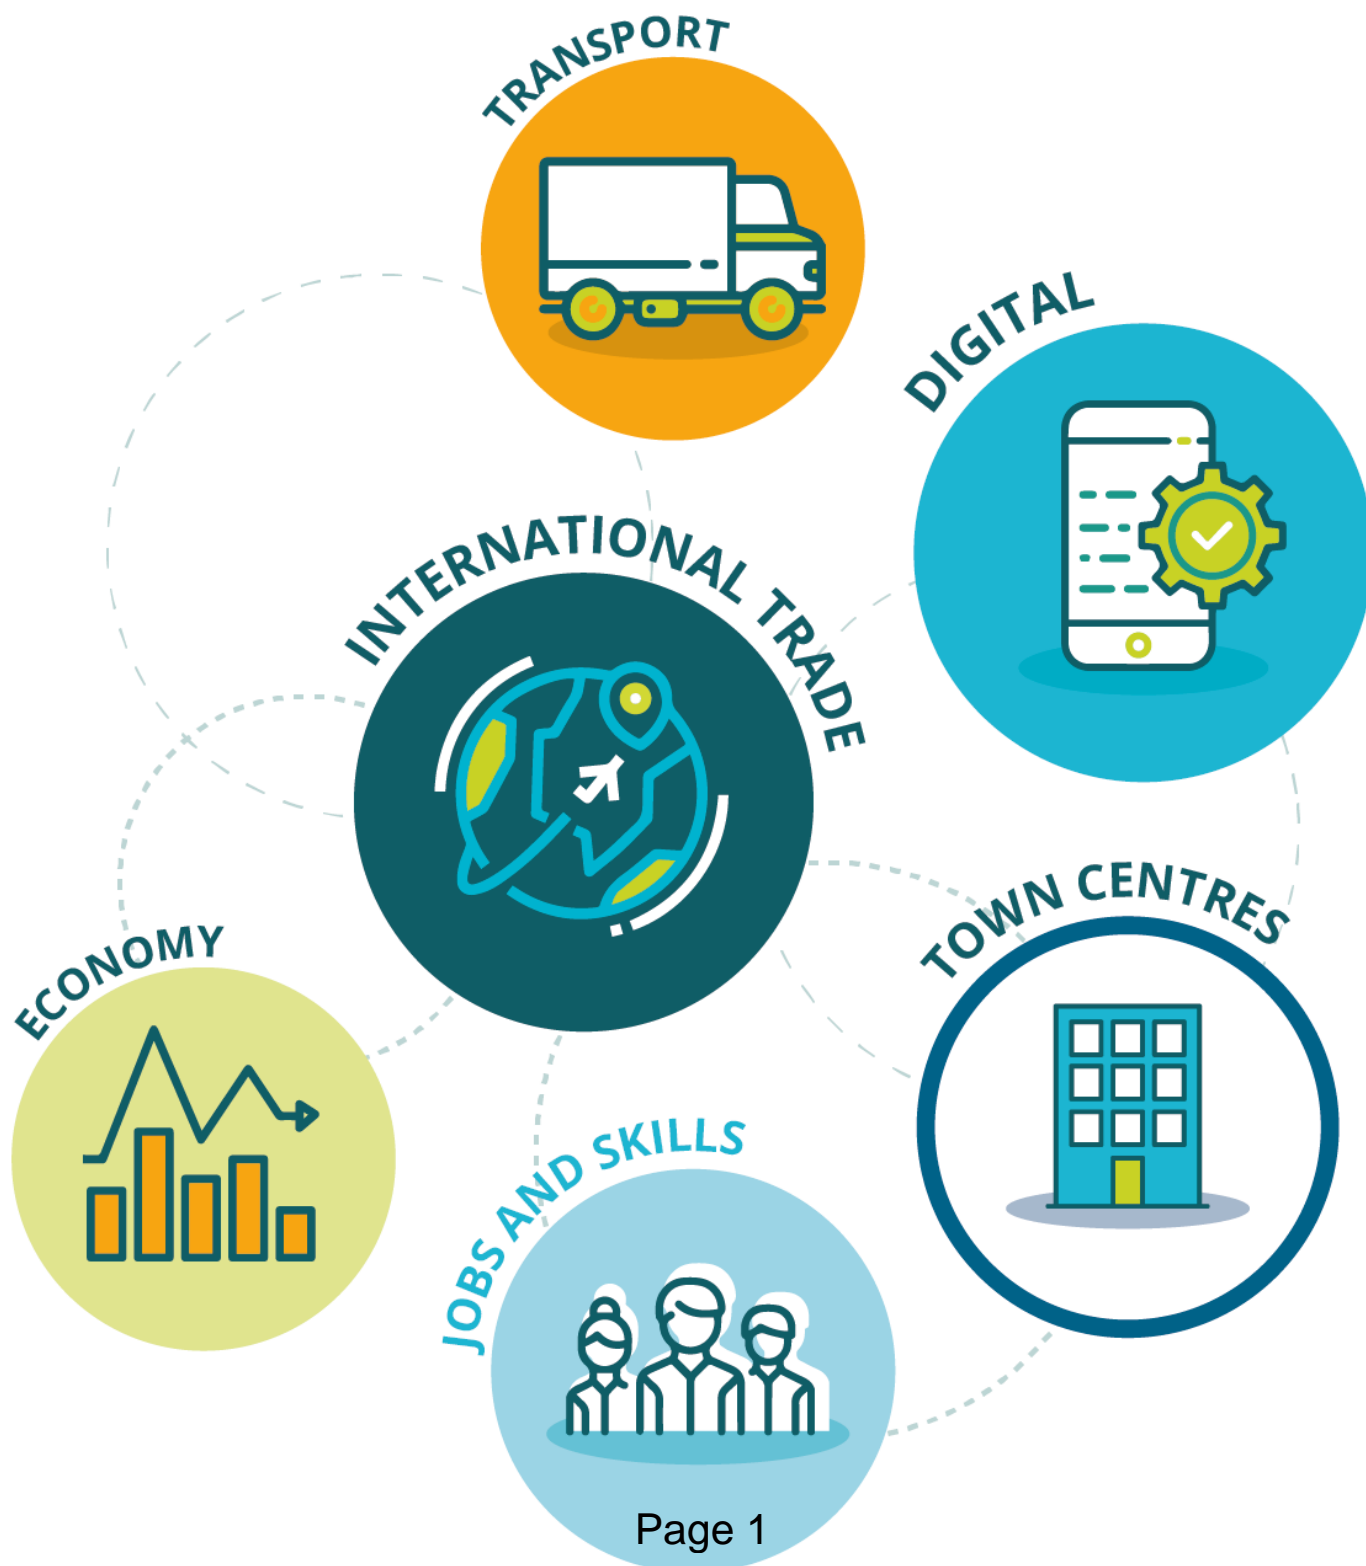 TRANSPORT
DIGITAL
INTERNATIONAL TRADE
TOWN CENTRES
ECONOMY
JOBS AND SKILLS
Page 1